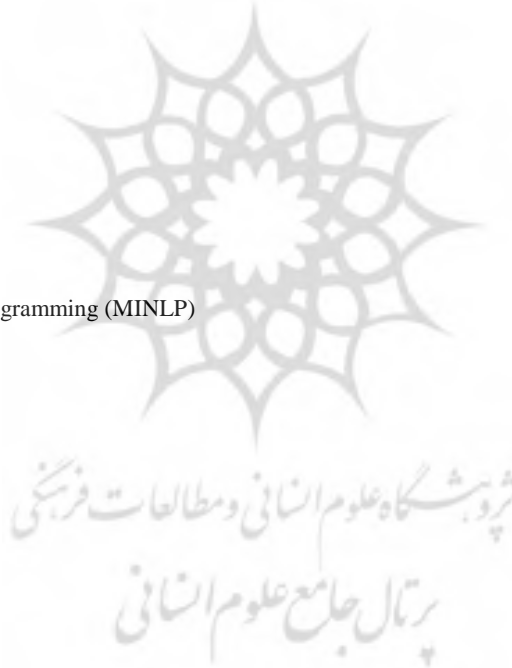 gramming (MINLP)
پژوهشگاه علوم انسانی و مطالعات فرهنگی
پرتال جامع علوم انسانی